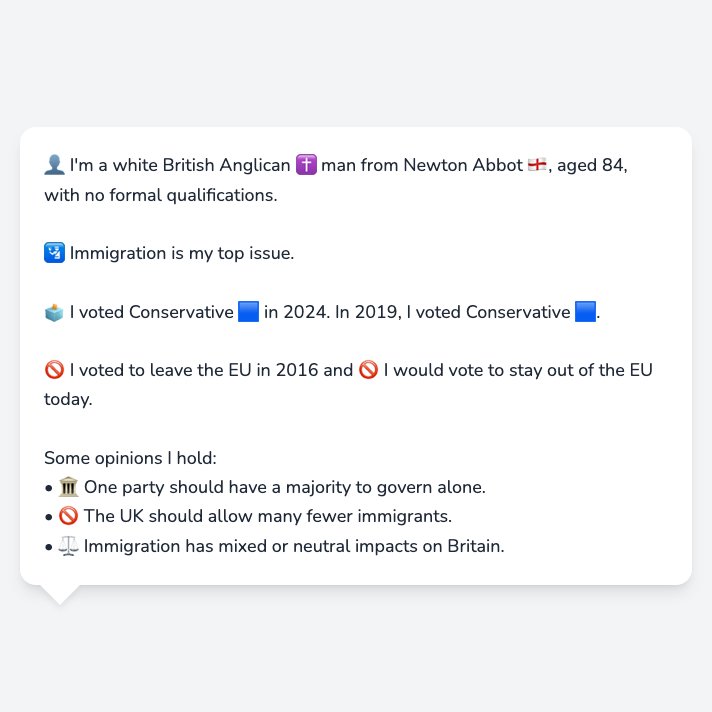 👤 I'm a white British Anglican ✝️ man from Newton Abbot 🏴󠁧󠁢󠁥󠁮󠁧󠁿, aged 84,
with no formal qualifications.
🛂 Immigration is my top issue.
🗳️ I voted Conservative 🟦 in 2024. In 2019, I voted Conservative 🟦.
🚫 I voted to leave the EU in 2016 and 🚫 I would vote to stay out of the EU
today.
Some opinions I hold:
• 🏛️ One party should have a majority to govern alone.
• 🚫 The UK should allow many fewer immigrants.
• ⚖️ Immigration has mixed or neutral impacts on Britain.